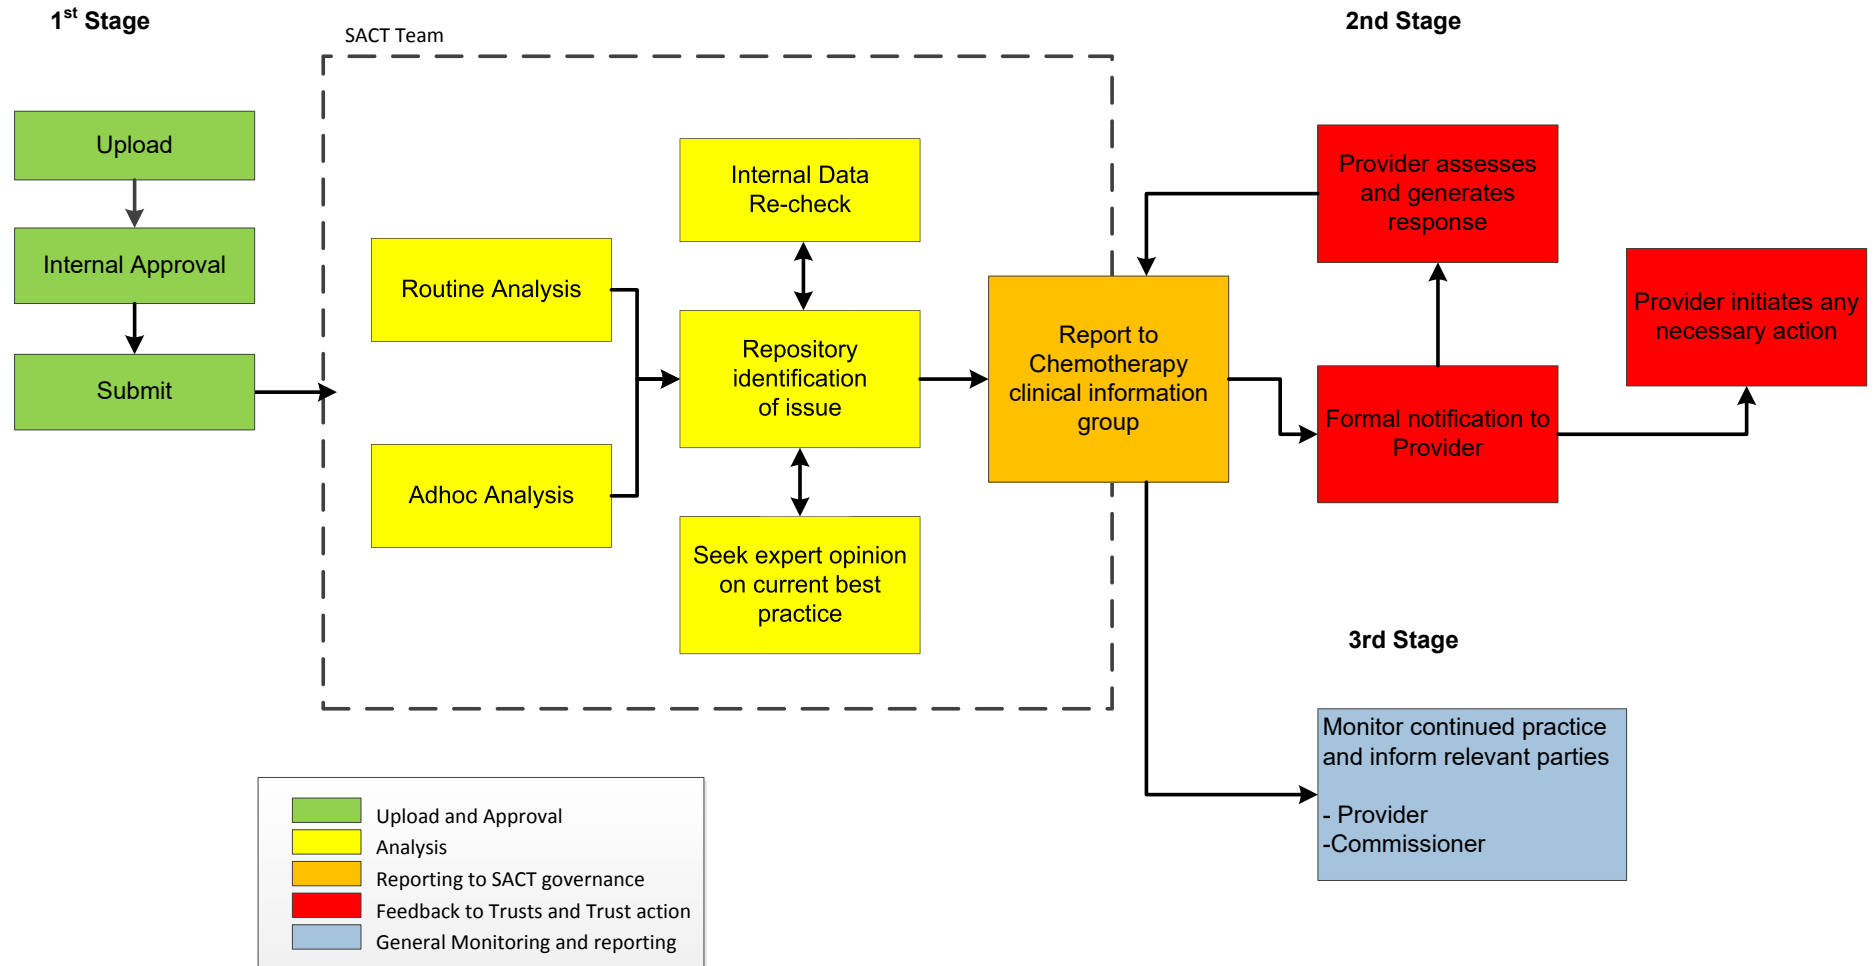 1st Stage
SACT Team
2nd Stage
Upload
Internal Approval
Submit
Routine Analysis
Adhoc Analysis
Internal Data
Re-check
Repository
identification
of issue
Seek expert opinion
on current best
practice
Report to
Chemotherapy
clinical information
group
Provider assesses
and generates
response
Formal notification to
Provider
Provider initiates any
necessary action
3rd Stage
Monitor continued practice
and inform relevant parties
- Provider
-Commissioner
Upload and Approval
Analysis
Reporting to SACT governance
Feedback to Trusts and Trust action
General Monitoring and reporting